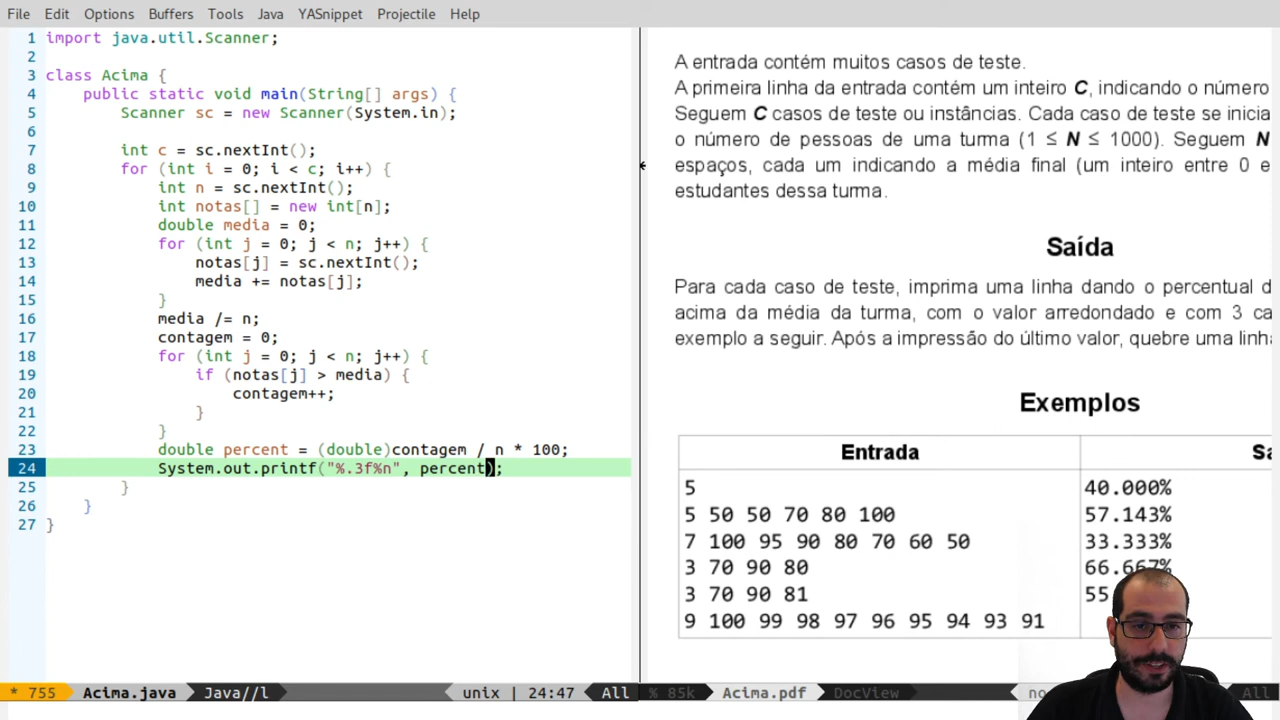 File Edit Options Buffers Tools Java YASnippet Projectile Help
1 import java.util.Scanner;
2
3 class Acima {
4 public static void main(String[] args) {
5 Scanner sc = new Scanner(System.in);
6
7 int c = sc.nextInt();
8 for (int i = 0; i < c; i++) {
9 int n = sc.nextInt();
10 int notas[] = new int[n];
11 double media = 0;
12 for (int j = 0; j < n; j++) {
13 notas[j] = sc.nextInt();
14 media += notas[j];
15 }
16 media /= n;
17 contagem = 0;
18 for (int j = 0; j < n; j++) {
19 if (notas[j] > media) {
20 contagem++;
21 }
22 }
23 double percent = (double)contagem / n * 100;
24 System.out.printf("%.3f%n", percent);
25 }
26 }
27 }
* 755 Acima.java Java//l unix | 24:47 All
A entrada contém muitos casos de teste.
A primeira linha da entrada contém um inteiro C, indicando o número
Seguem C casos de teste ou instâncias. Cada caso de teste se inicia
o número de pessoas de uma turma (1 ≤ N ≤ 1000). Seguem N
espaços, cada um indicando a média final (um inteiro entre 0 e
estudantes dessa turma.
Saída
Para cada caso de teste, imprima uma linha dando o percentual d
acima da média da turma, com o valor arredondado e com 3 ca
exemplo a seguir. Após a impressão do último valor, quebre uma linha
Exemplos
Entrada Sa
5 40.000%
5 50 50 70 80 100 57.143%
7 100 95 90 80 70 60 50 33.333%
3 70 90 80 66.667%
3 70 90 81 55
9 100 99 98 97 96 95 94 93 91
% 85k Acima.pdf DocView no All